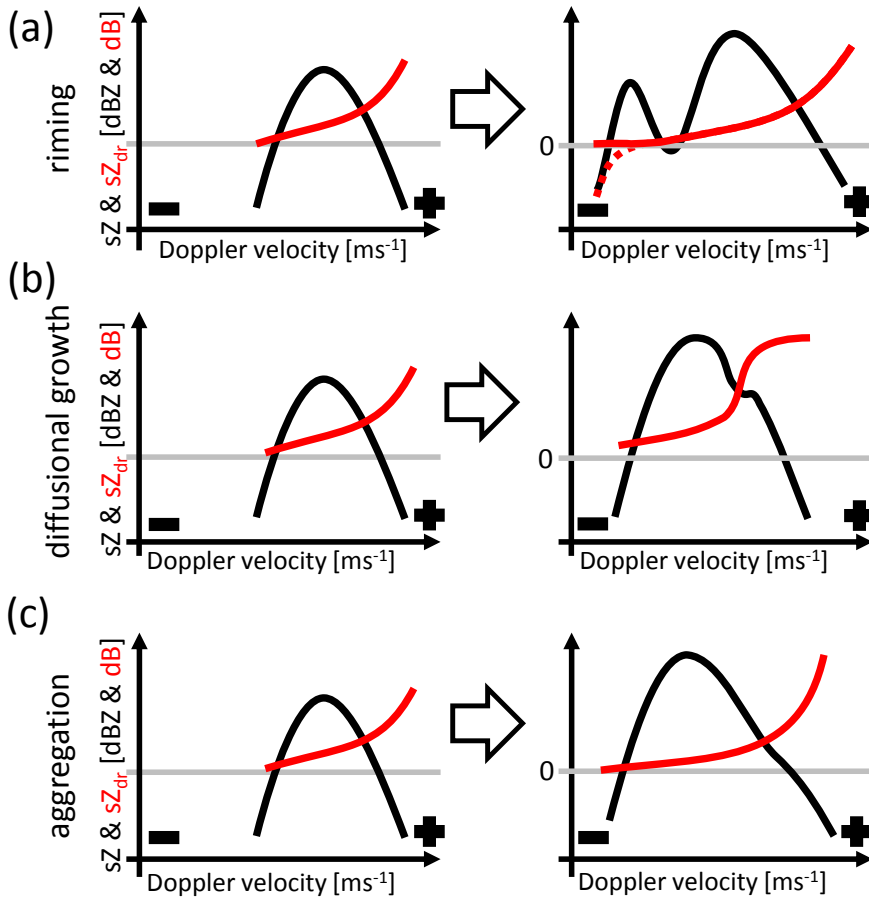 (a)
riming
sZ & sZdr [dBZ & dB]
Doppler velocity [ms-1]
0
Doppler velocity [ms-1]
(b)
diffusional growth
sZ & sZdr [dBZ & dB]
Doppler velocity [ms-1]
0
Doppler velocity [ms-1]
(c)
aggregation
sZ & sZdr [dBZ & dB]
Doppler velocity [ms-1]
0
Doppler velocity [ms-1]